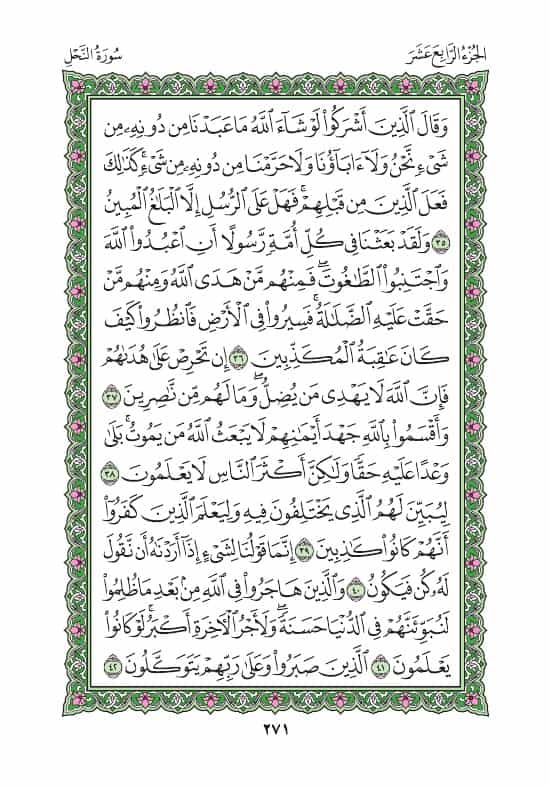 الجُزْءُ الرَّابِعَ عَشَرَ
سُورَةُ النَّحْلِ
وَقَالَ ٱلَّذِينَ أَشْرَكُوا۟ لَوْ شَآءَ ٱللَّهُ مَا عَبَدْنَا مِن دُونِهِۦ مِن
شَىْءٍ نَّحْنُ وَلَآ ءَابَآؤُنَا وَلَا حَرَّمْنَا مِن دُونِهِۦ مِن شَىْءٍ ۚ كَذَٰلِكَ
فَعَلَ ٱلَّذِينَ مِن قَبْلِهِمْ ۚ فَهَلْ عَلَى ٱلرُّسُلِ إِلَّا ٱلْبَلَٰغُ ٱلْمُبِينُ
٣٥ وَلَقَدْ بَعَثْنَا فِى كُلِّ أُمَّةٍ رَّسُولًا أَنِ ٱعْبُدُوا۟ ٱللَّهَ
وَٱجْتَنِبُوا۟ ٱلطَّٰغُوتَ ۖ فَمِنْهُم مَّنْ هَدَى ٱللَّهُ وَمِنْهُم مَّنْ
حَقَّتْ عَلَيْهِ ٱلضَّلَٰلَةُ ۚ فَسِيرُوا۟ فِى ٱلْأَرْضِ فَٱنظُرُوا۟ كَيْفَ
كَانَ عَٰقِبَةُ ٱلْمُكَذِّبِينَ ٣٦ إِن تَحْرِصْ عَلَىٰ هُدَىٰهُمْ
فَإِنَّ ٱللَّهَ لَا يَهْدِى مَن يُضِلُّ ۖ وَمَا لَهُم مِّن نَّٰصِرِينَ ٣٧
وَأَقْسَمُوا۟ بِٱللَّهِ جَهْدَ أَيْمَٰنِهِمْ لَا يَبْعَثُ ٱللَّهُ مَن يَمُوتُ ۚ بَلَىٰ
وَعْدًا عَلَيْهِ حَقًّا وَلَٰكِنَّ أَكْثَرَ ٱلنَّاسِ لَا يَعْلَمُونَ ٣٨
لِيُبَيِّنَ لَهُمُ ٱلَّذِى يَخْتَلِفُونَ فِيهِ وَلِيَعْلَمَ ٱلَّذِينَ كَفَرُوٓا۟
أَنَّهُمْ كَانُوا۟ كَٰذِبِينَ ٣٩ إِنَّمَا قَوْلُنَا لِشَىْءٍ إِذَآ أَرَدْنَٰهُ أَن نَّقُولَ
لَهُۥ كُن فَيَكُونُ ٤٠ وَٱلَّذِينَ هَاجَرُوا۟ فِى ٱللَّهِ مِنۢ بَعْدِ مَا ظُلِمُوا۟
لَنُبَوِّئَنَّهُمْ فِى ٱلدُّنْيَا حَسَنَةً ۖ وَلَأَجْرُ ٱلْءَاخِرَةِ أَكْبَرُ ۚ لَوْ كَانُوا۟
يَعْلَمُونَ ٤١ ٱلَّذِينَ صَبَرُوا۟ وَعَلَىٰ رَبِّهِمْ يَتَوَكَّلُونَ ٤٢
٢٧١